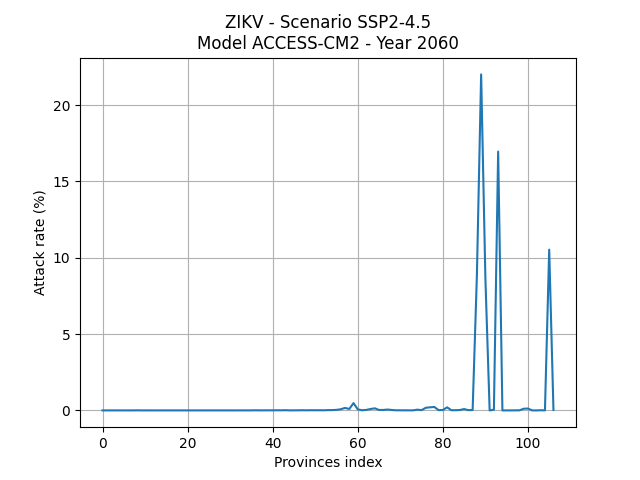 ZIKV - Scenario SSP2-4.5
Model ACCESS-CM2 - Year 2060
Attack rate (%)
20
15
10
5
0
0 20 40 60 80 100
Provinces index